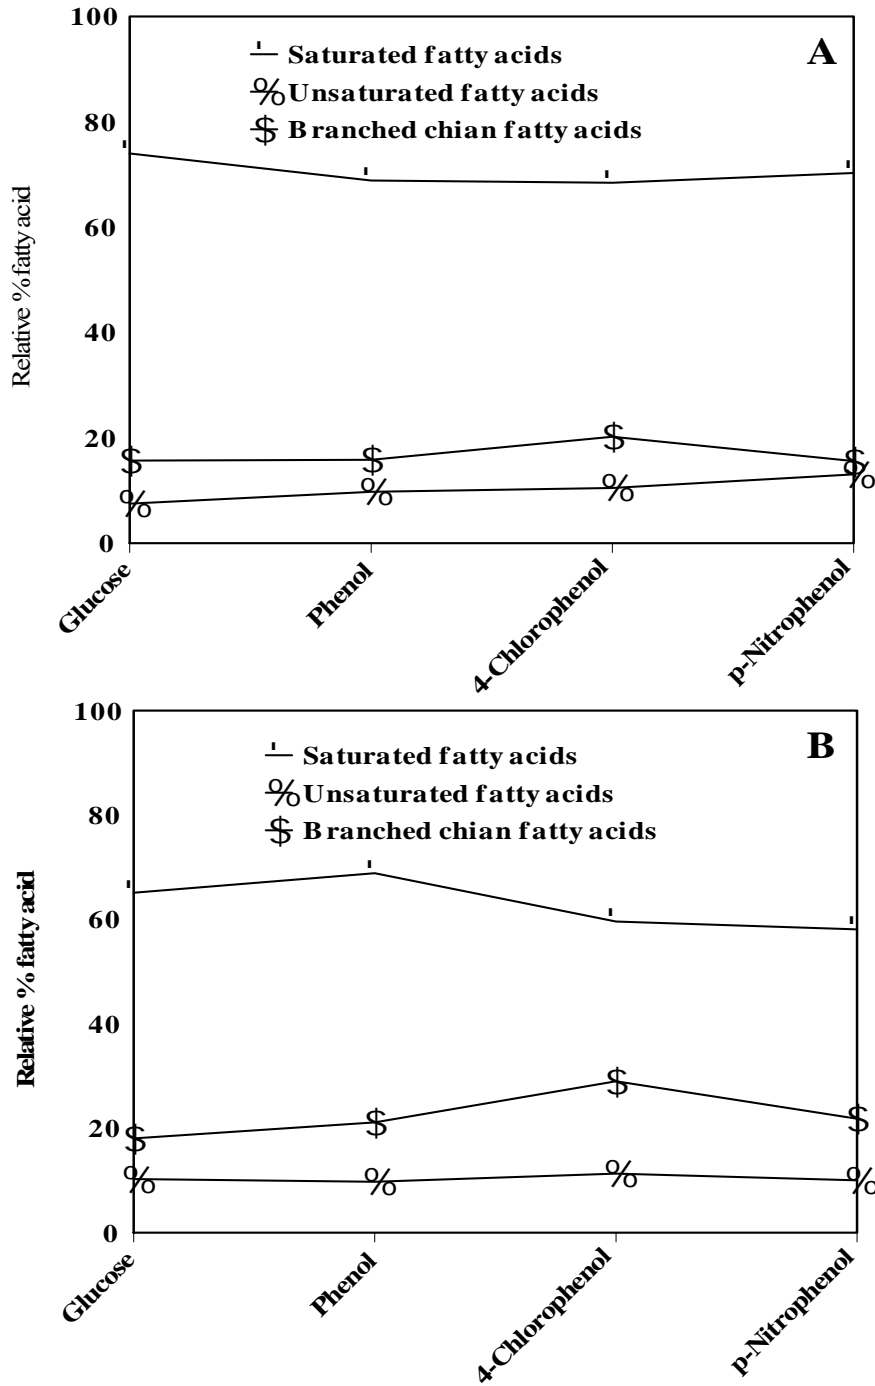 100
Saturated fatty acids
A
% Unsaturated fatty acids
80
$ Branched chian fatty acids
60
Relative % fatty acid
40
20
0
$ $ $ $
% % % %
Glucose
Phenol
4-Chlorophenol
p-Nitrophenol
100
Saturated fatty acids
B
% Unsaturated fatty acids
80
$ Branched chian fatty acids
60
Relative % fatty acid
40
20
0
$ $ $ $
% % % %
Glucose
Phenol
4-Chlorophenol
p-Nitrophenol